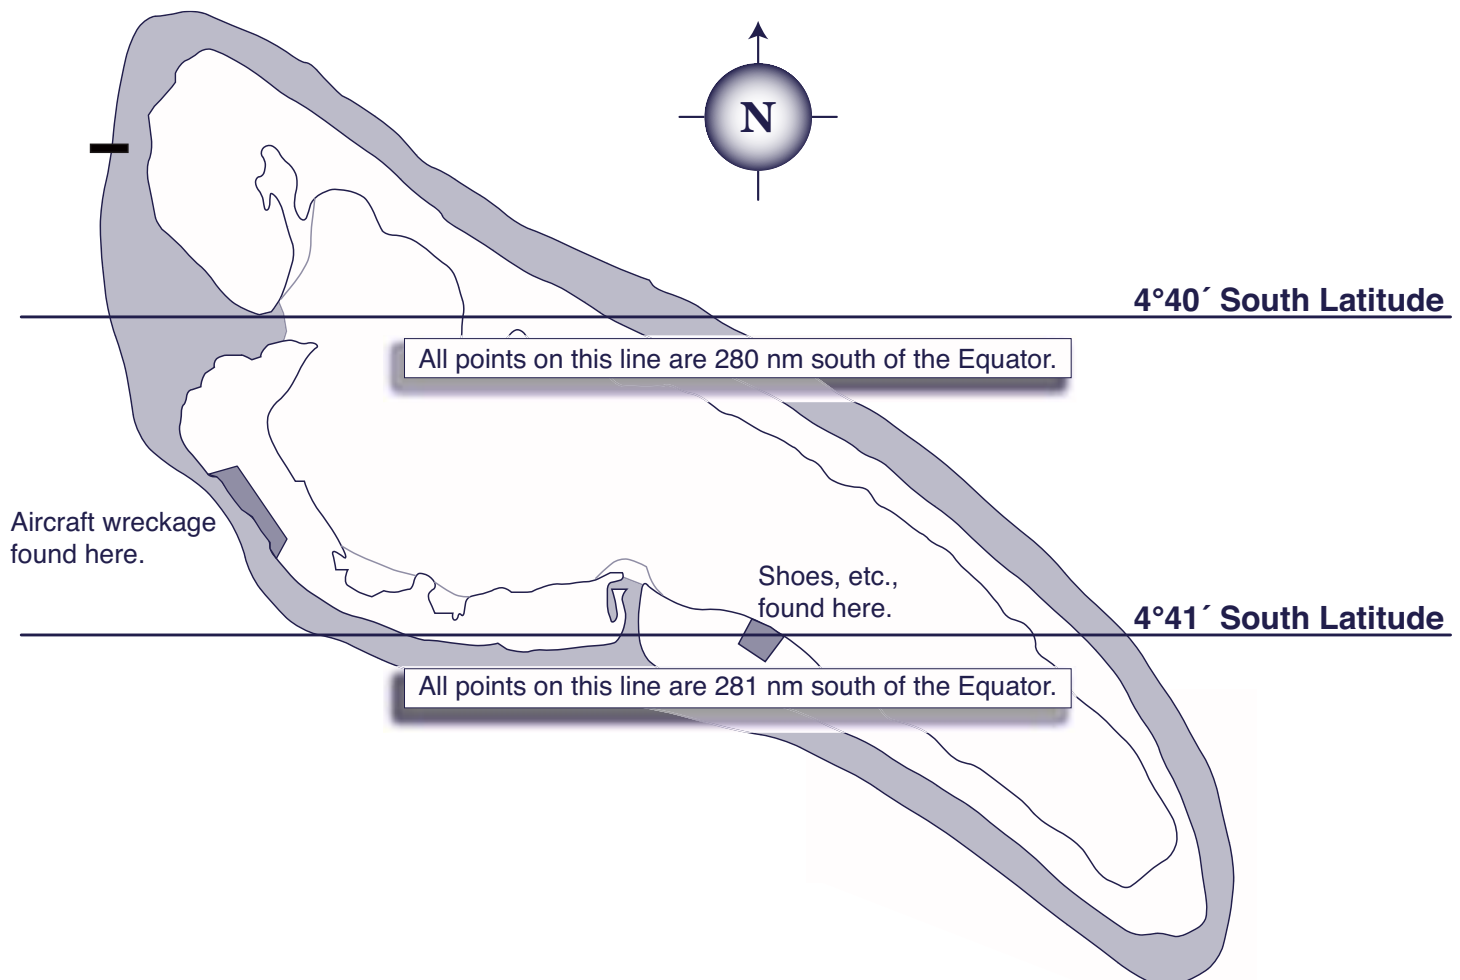 N
4°40´ South Latitude
All points on this line are 280 nm south of the Equator.
Aircraft wreckage
found here.
Shoes, etc.,
found here.
4°41´ South Latitude
All points on this line are 281 nm south of the Equator.